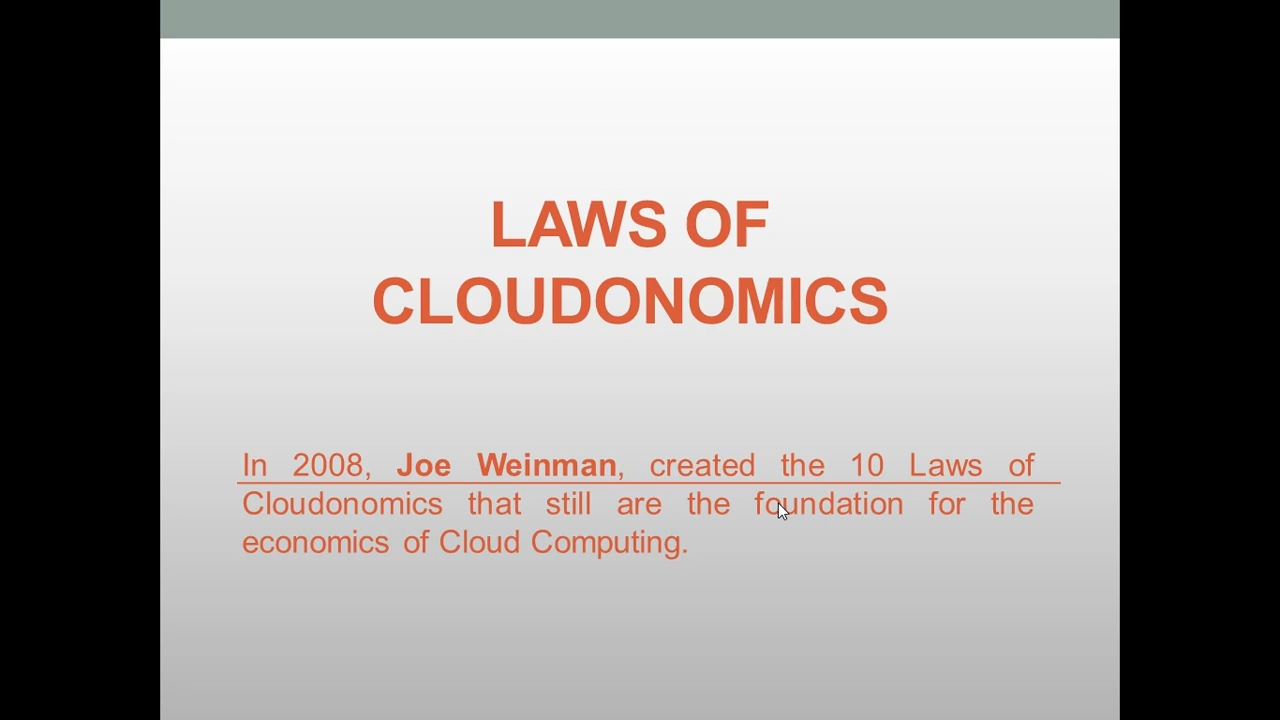 LAWS OF
CLOUDONOMICS
In 2008, Joe Weinman, created the 10 Laws of
Cloudonomics that still are the foundation for the
economics of Cloud Computing.